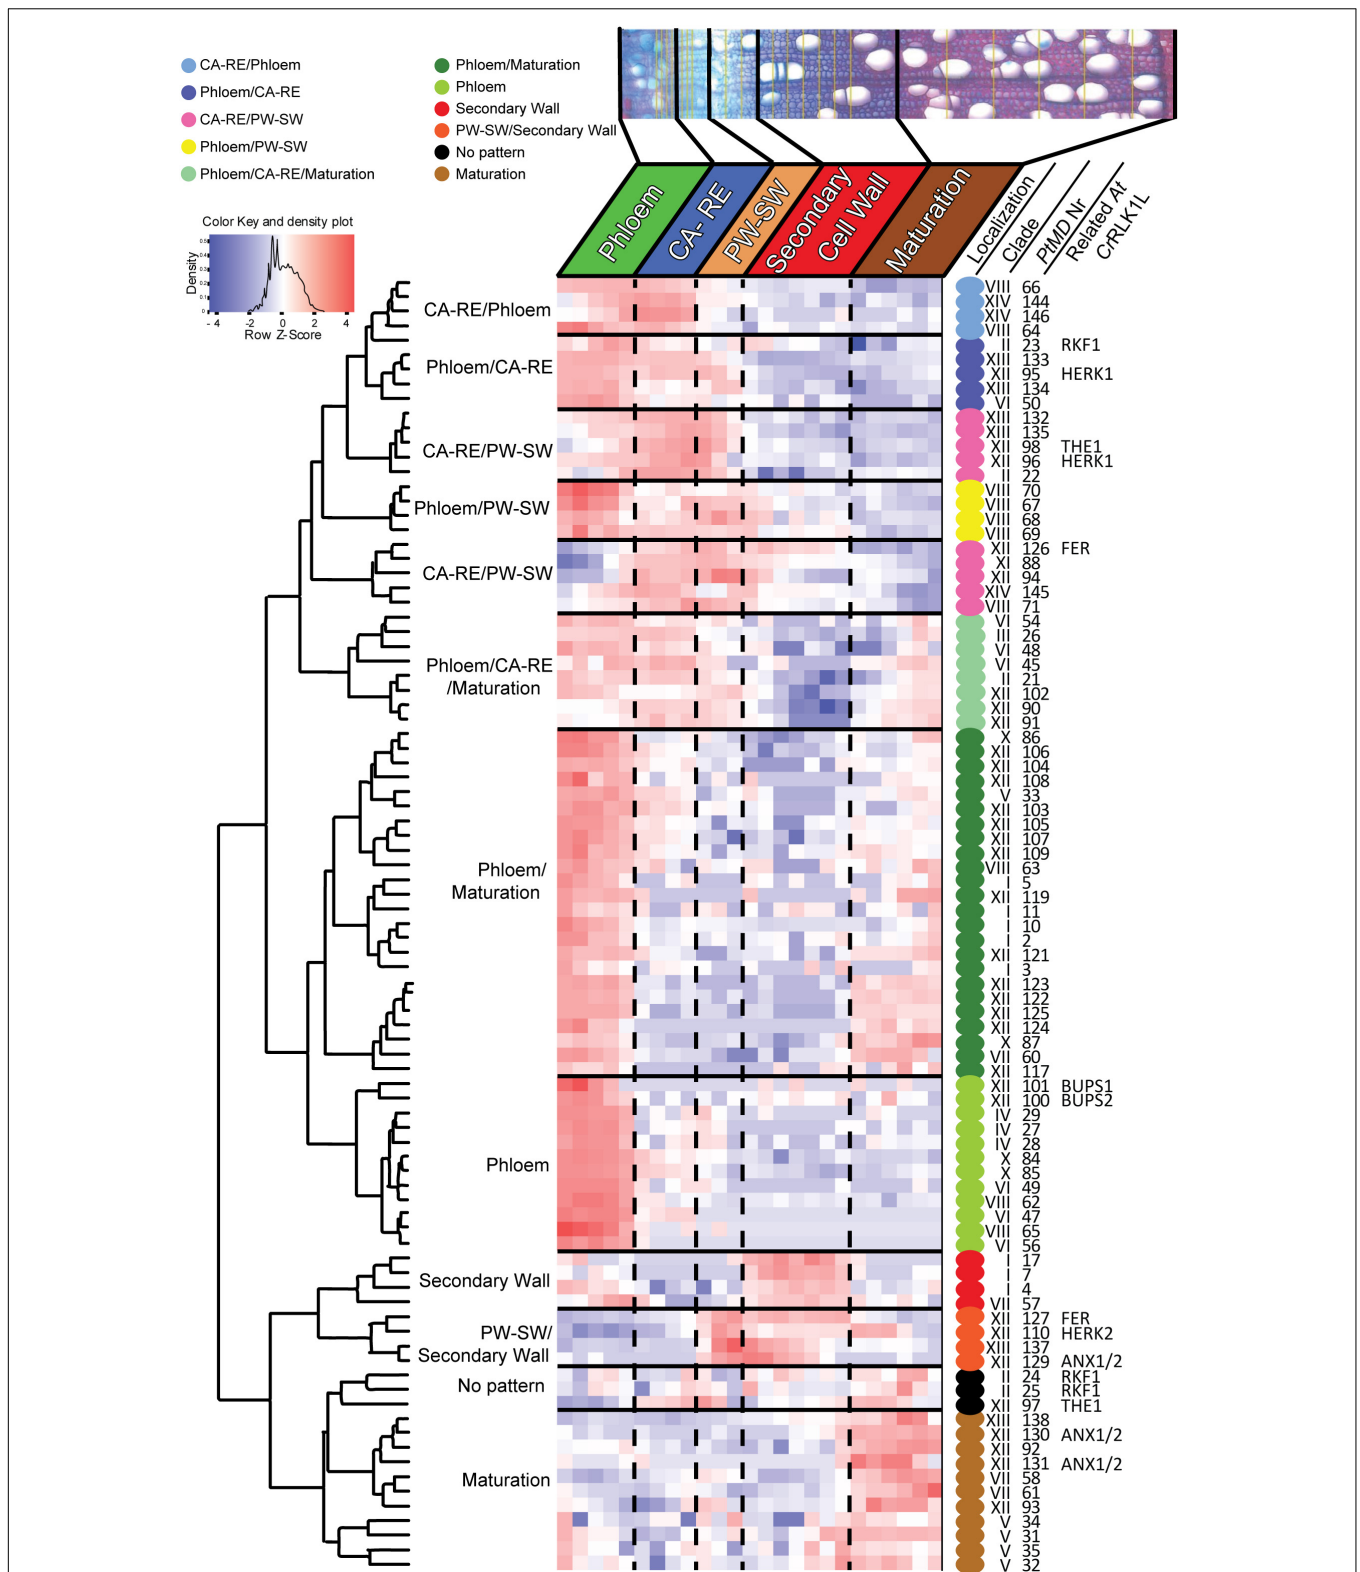 CA-RE/Phloem
Phloem/CA-RE
CA-RE/PW-SW
Phloem/PW-SW
Phloem/CA-RE/Maturation
Phloem/Maturation
Phloem
Secondary Wall
PW-SW/Secondary Wall
No pattern
Maturation
Color Key and density plot
Density
0.1
0.2
0.3
0.4
- 4 -2 0 2 4
Row Z-Score
Phloem
CA- RE
PW-SW
Secondary
Cell Wall
Maturation
Localization
Clade
PtMD Nr
Related At
CrRLK1L
CA-RE/Phloem
Phloem/CA-RE
CA-RE/PW-SW
Phloem/PW-SW
CA-RE/PW-SW
Phloem/CA-RE
/Maturation
Phloem/
Maturation
Phloem
Secondary Wall
PW-SW/
Secondary Wall
No pattern
Maturation
VIII 66
XIV 144
XIV 146
VIII 64
II 23 RKF1
XIII 133
XII 95 HERK1
XIII 134
VI 50
XIII 132
XIII 135
XII 98 THE1
XII 96 HERK1
II 22
VIII 70
VIII 67
VIII 68
VIII 69
XII 126 FER
XI 88
XII 94
XIV 145
VIII 71
VI 54
III 26
VI 48
VI 45
II 21
XII 102
XII 90
XII 91
X 86
XII 106
XII 104
XII 108
V 33
XII 103
XII 105
XII 107
XII 109
VIII 63
I 5
XII 119
I 11
I 10
I 2
XII 121
I 3
XII 123
XII 122
XII 125
XII 124
X 87
VII 60
XII 117
XII 101 BUPS1
XII 100 BUPS2
IV 29
IV 27
IV 28
X 84
X 85
VI 49
VIII 62
VI 47
VIII 65
VI 56
I 17
I 7
I 4
VII 57
XII 127 FER
XII 110 HERK2
XIII 137
XII 129 ANX1/2
II 24 RKF1
II 25 RKF1
XII 97 THE1
XIII 138
XII 130 ANX1/2
XII 92
XII 131 ANX1/2
VII 58
VII 61
XII 93
V 34
V 31
V 35
V 32